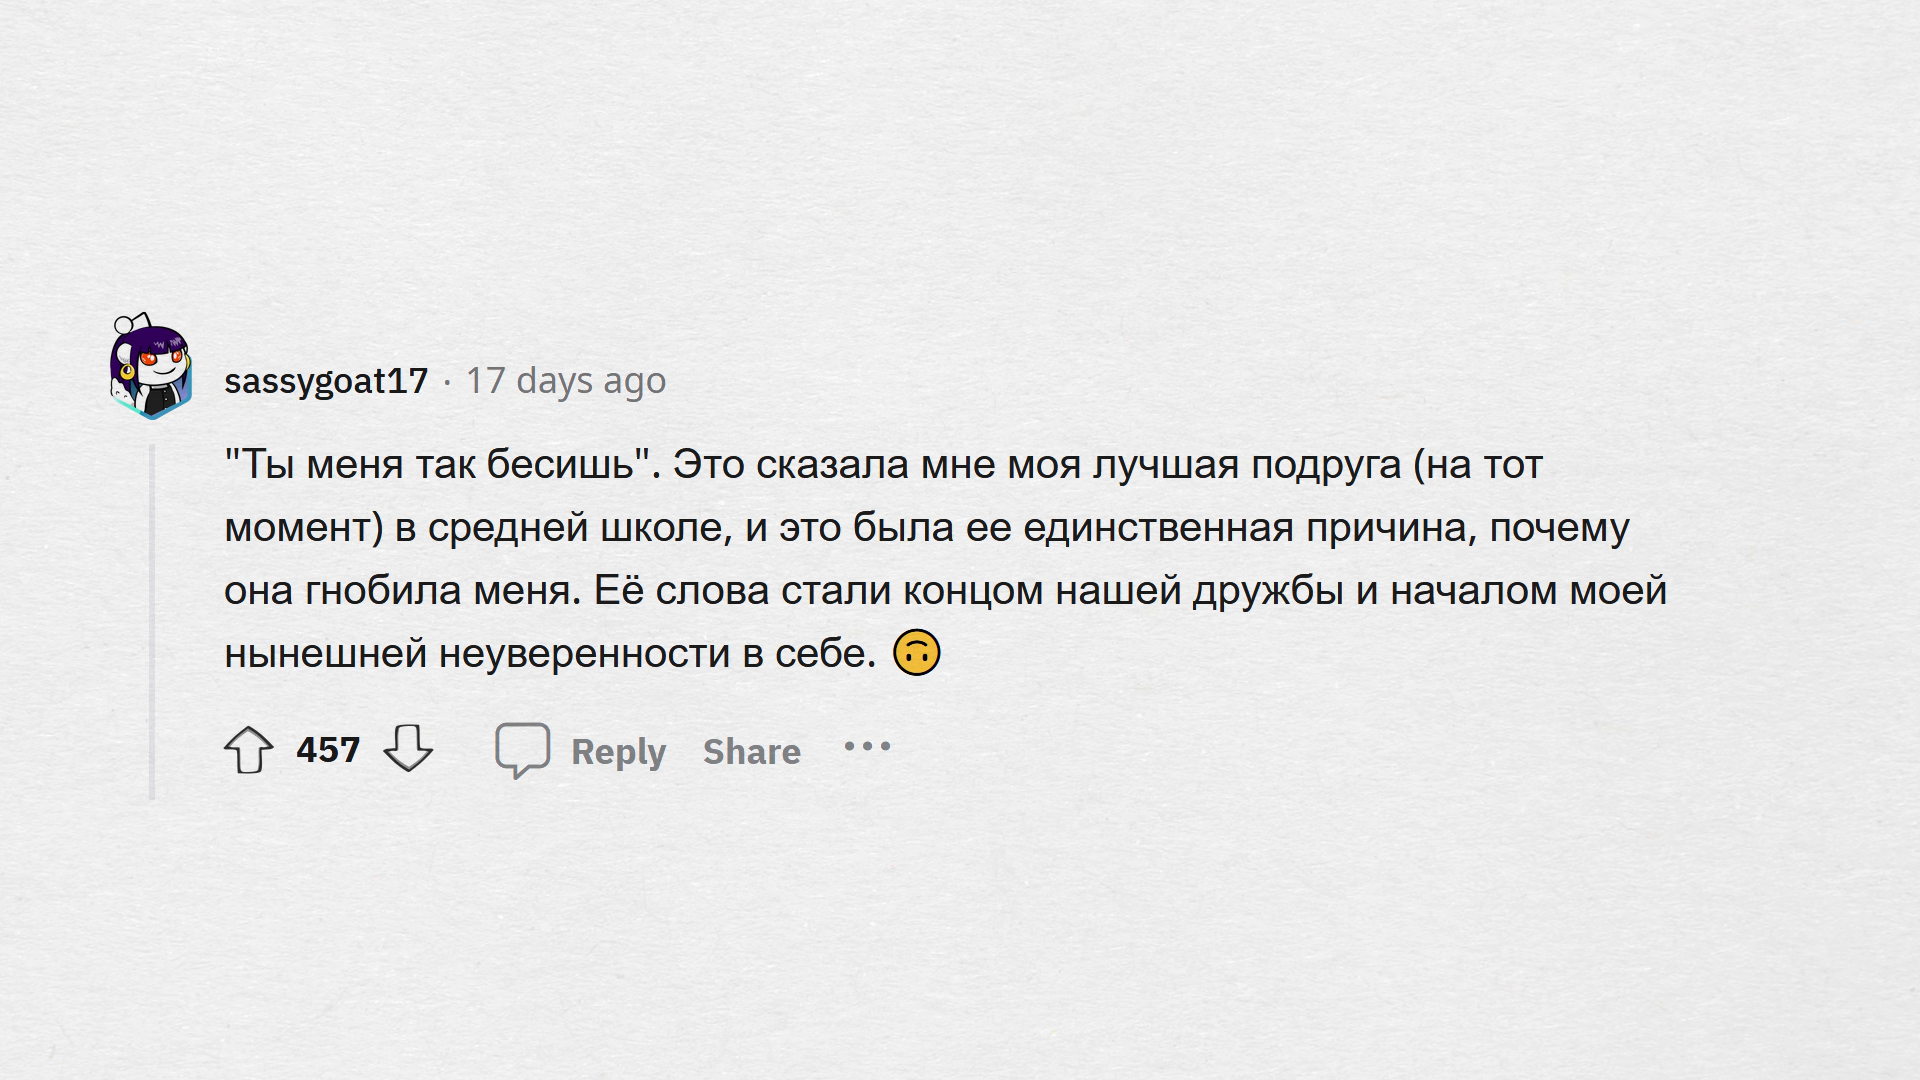 sassygoat17 · 17 days ago
"Ты меня так бесишь". Это сказала мне моя лучшая подруга (на тот
момент) в средней школе, и это была ее единственная причина, почему
она гнобила меня. Её слова стали концом нашей дружбы и началом моей
нынешней неуверенности в себе. 🙃
457 Reply Share ...